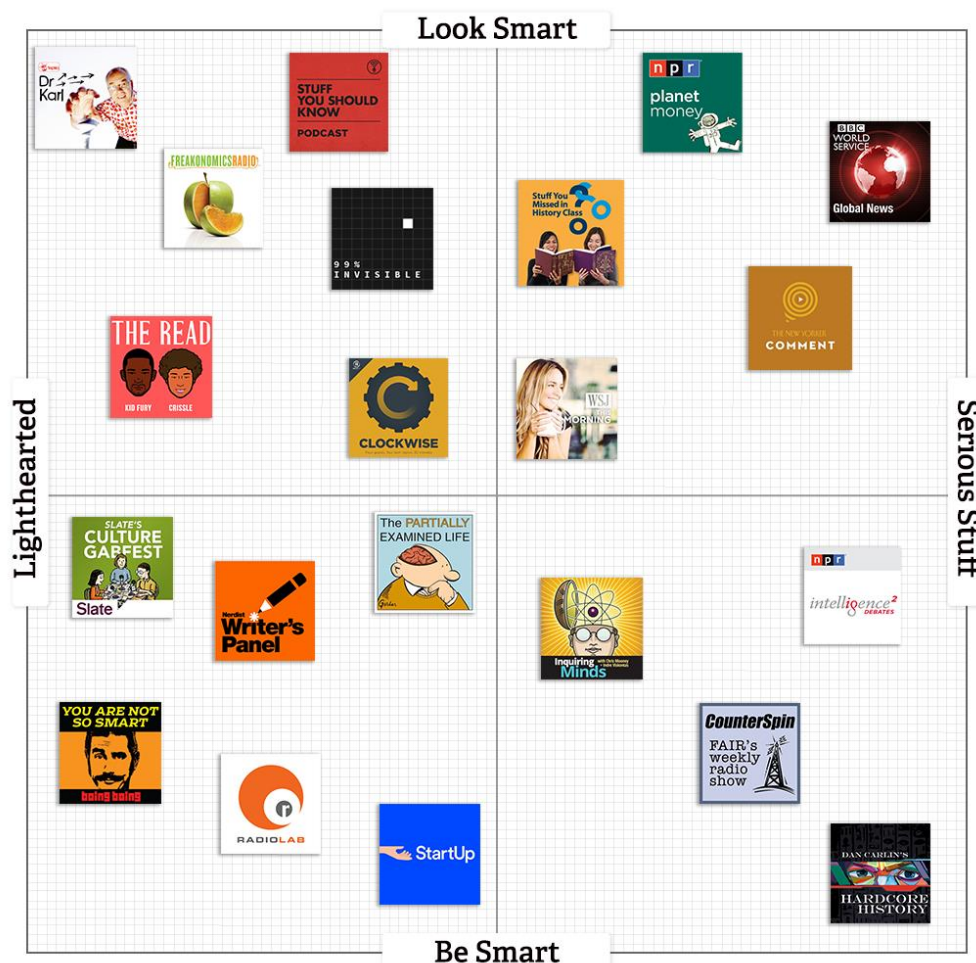 Look Smart
Dr
Karl
STUFF
YOU SHOULD
KNOW
PODCAST
npr
planet
money
BBC
WORLD
SERVICE
Global News
FREAKONOMICS RADIO
99%
INVISIBLE
Stuff You
Missed in
History Class
THE NEW YORKER
COMMENT
THE READ
KID FURY CRISSLE
CLOCKWISE
WSJ
MORNING
Lighthearted
Serious Stuff
SLATE'S
CULTURE
GABFEST
Slate
The PARTIALLY
EXAMINED LIFE
Nerdist
Writer's
Panel
Inquiring
Minds
npr
intelligence²
DEBATES
YOU ARE NOT
SO SMART
boing boing
RADIOLAB
StartUp
CounterSpin
FAIR's
weekly
radio
show
DAN CARLIN'S
HARDCORE
HISTORY
Be Smart